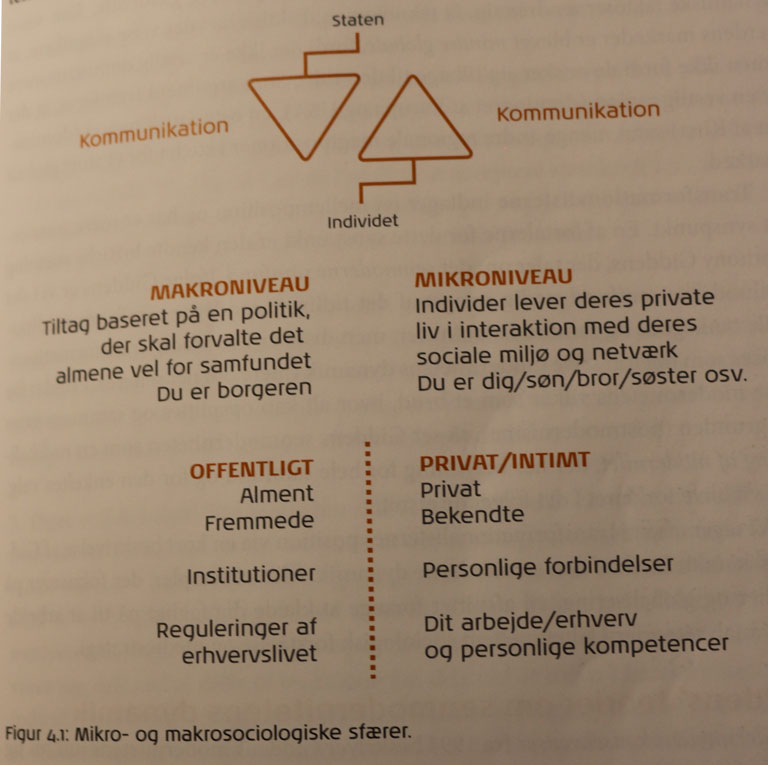 Staten
Kommunikation
Kommunikation
Individet
MAKRONIVEAU
Tiltag baseret på en politik,
der skal forvalte det
almene vel for samfundet
Du er borgeren
MIKRONIVEAU
Individer lever deres private
liv i interaktion med deres
sociale miljø og netværk
Du er dig/søn/bror/søster osv.
OFFENTLIGT
Alment
Fremmede
Institutioner
Reguleringer af
erhvervslivet
PRIVAT/INTIMT
Privat
Bekendte
Personlige forbindelser
Dit arbejde/erhverv
og personlige kompetencer
Figur 4.1: Mikro- og makrosociologiske sfærer.